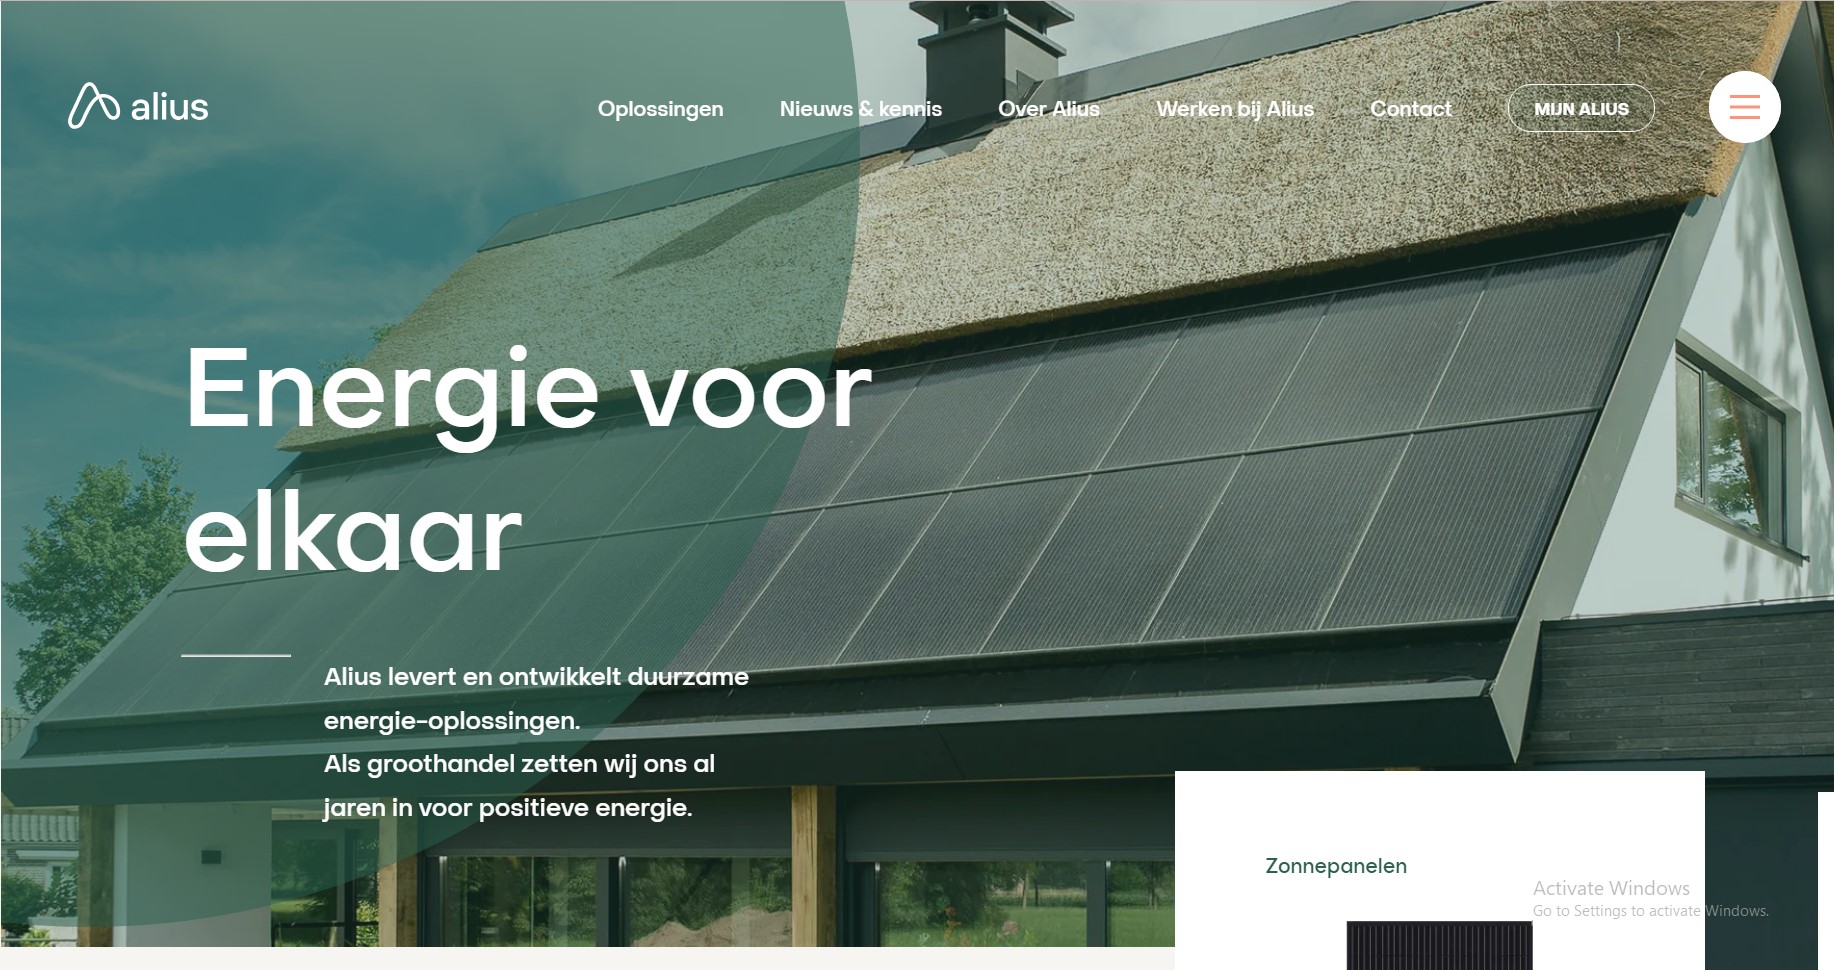 alius
Oplossingen
Nieuws & kennis
Over Alius
Werken bij Alius
Contact
MIJN ALIUS
Energie voor
elkaar
Alius levert en ontwikkelt duurzame
energie-oplossingen.
Als groothandel zetten wij ons al
jaren in voor positieve energie.
Zonnepanelen
Activate Windows
Go to Settings to activate Windows.